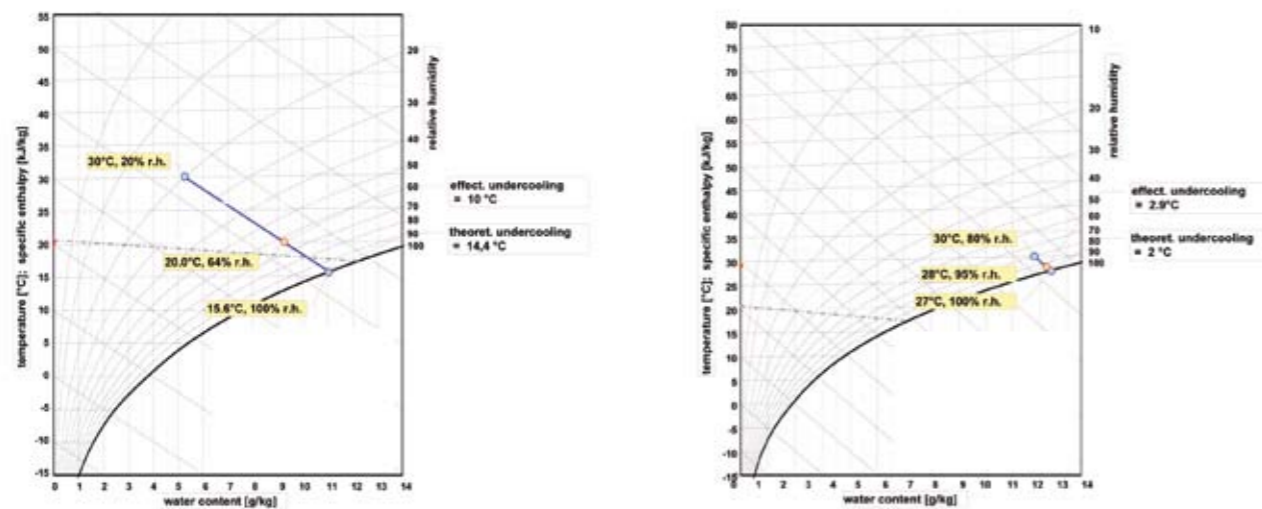 55
50
45
40
35
30
25
20
15
10
5
0
-5
-10
-15
temperature [°C]; specific enthalpy [kJ/kg]
0 1 2 3 4 5 6 7 8 9 10 11 12 13 14
water content [g/kg]
20
30
40
50
60
70
80
90
100
relative humidity
30°C, 20% r.h.
20.0°C, 64% r.h.
15.6°C, 100% r.h.
effect. undercooling
= 10 °C
theoret. undercooling
= 14,4 °C
80
75
70
65
60
55
50
45
40
35
30
25
20
15
10
5
0
-5
-10
-15
temperature [°C]; specific enthalpy [kJ/kg]
0 1 2 3 4 5 6 7 8 9 10 11 12 13 14
water content [g/kg]
10
20
30
40
50
60
70
80
90
100
relative humidity
30°C, 80% r.h.
28°C, 95% r.h.
27°C, 100% r.h.
effect. undercooling
= 2.9°C
theoret. undercooling
= 2 °C